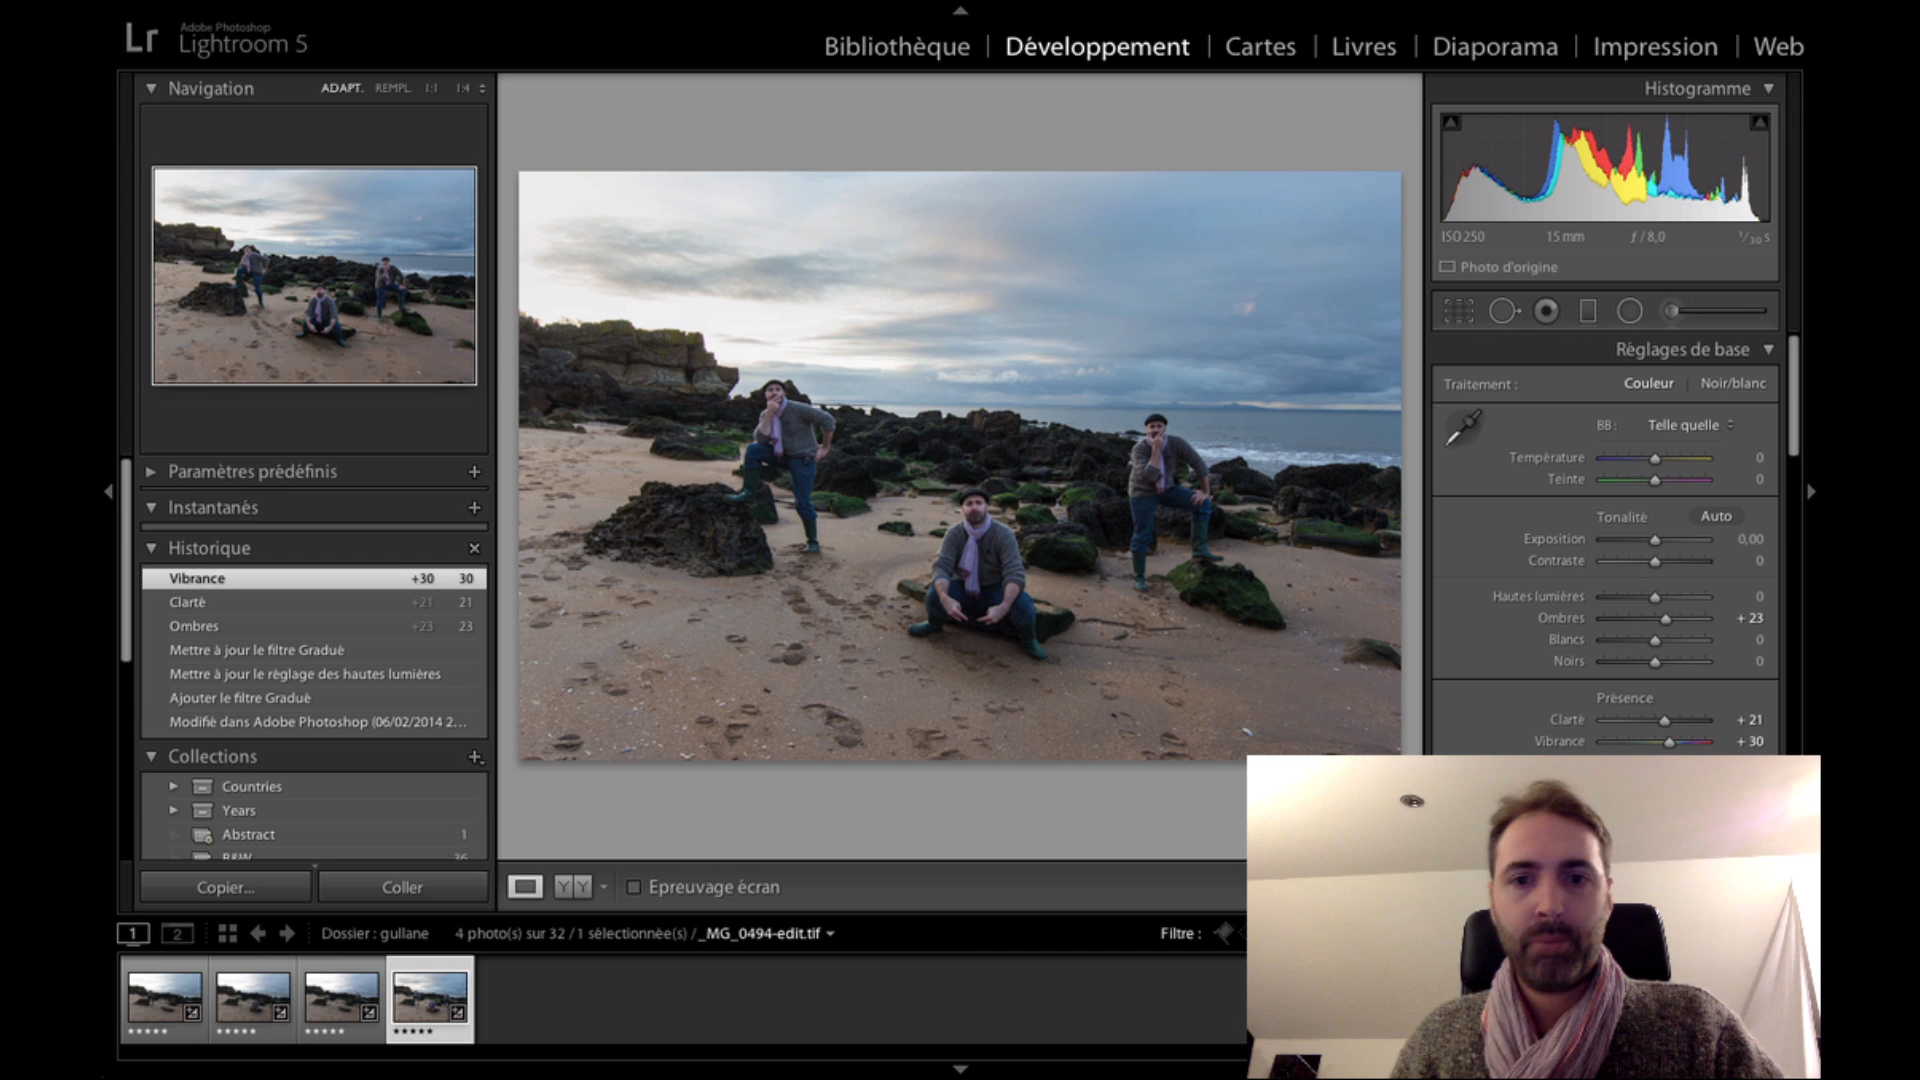 Lr
Adobe Photoshop
Lightroom 5
Bibliothèque | Développement | Cartes | Livres | Diaporama | Impression | Web
Navigation ADAPT. REMPL. 1:1 1:4
Paramètres prédéfinis +
Instantanés +
Historique
Vibrance +30 30
Clarté +21 21
Ombres +23 23
Mettre à jour le filtre Gradué
Mettre à jour le réglage des hautes lumières
Ajouter le filtre Gradué
Modifié dans Adobe Photoshop (06/02/2014 2...
Collections
Countries
Years
Abstract 1
B&W 36
Copier...
Coller
Histogramme
ISO 250 15 mm ƒ / 8,0 1/30 s
Photo d'origine
Réglages de base
Traitement : Couleur | Noir/blanc
BB : Telle quelle
Température 0
Teinte 0
Tonalité Auto
Exposition 0,00
Contraste 0
Hautes lumières 0
Ombres + 23
Blancs 0
Noirs 0
Présence
Clarté + 21
Vibrance + 30
YY Epreuvage écran
1 2 Dossier : gullane 4 photo(s) sur 32 / 1 sélectionnée(s) / _MG_0494-edit.tif Filtre :